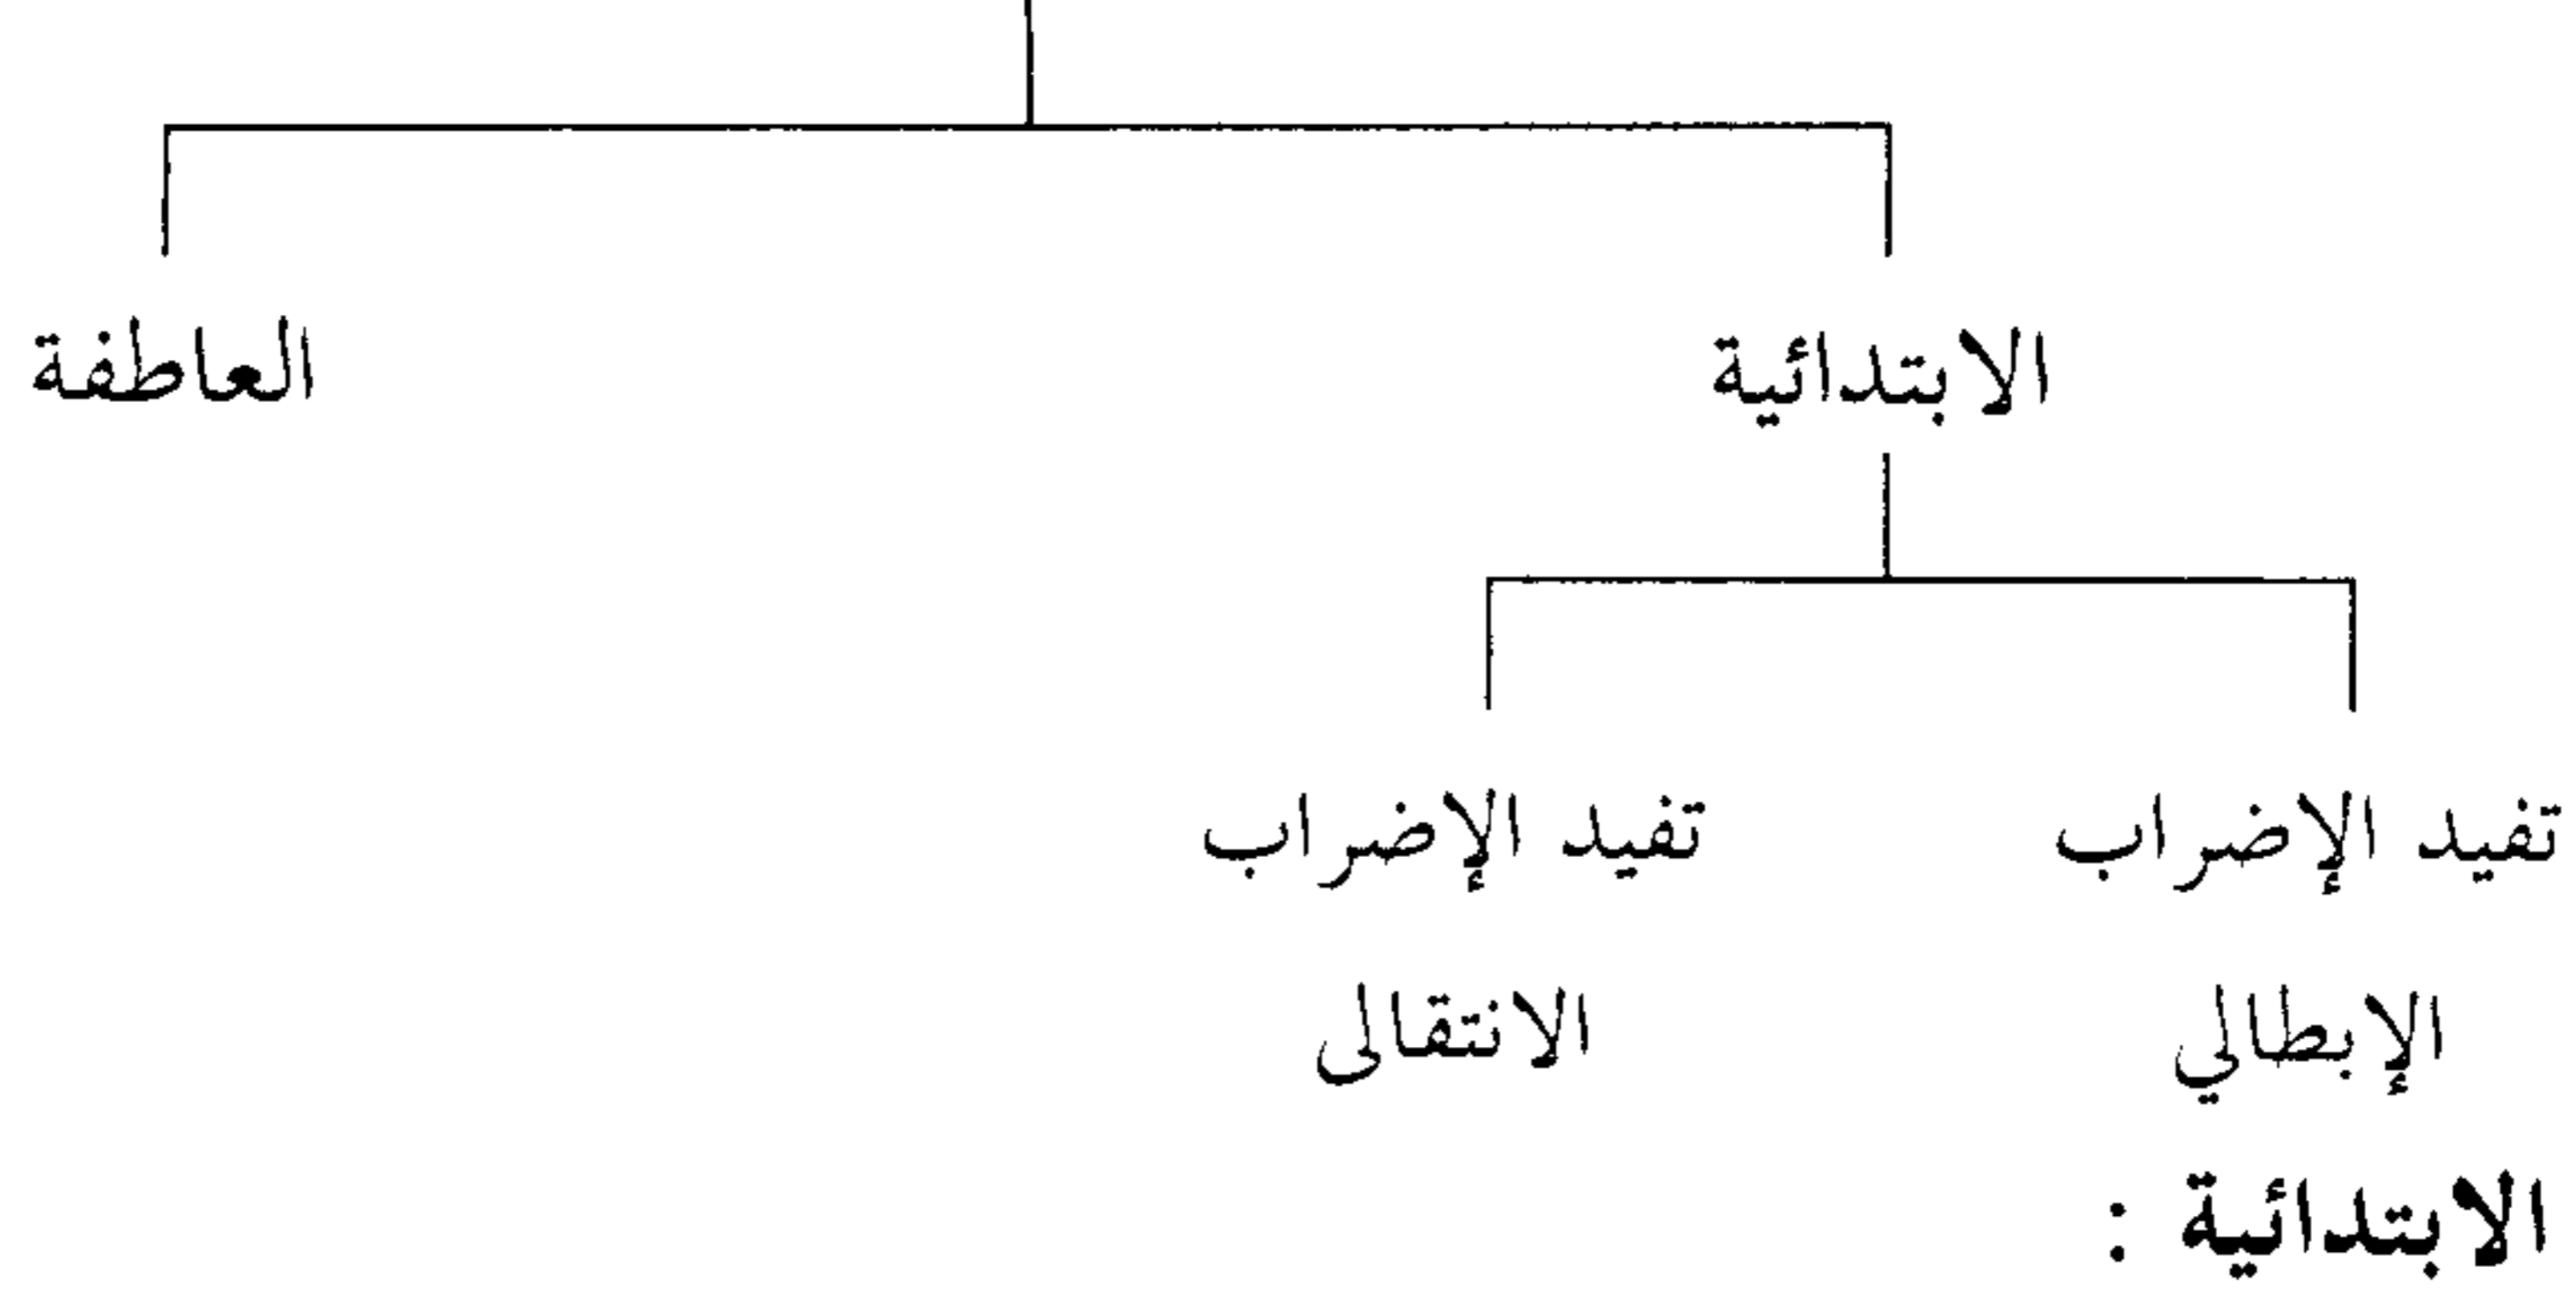 الابتدائية العاطفة
تفيد الإضراب تفيد الإضراب
الإبطالي الانتقالى
الابتدائية :